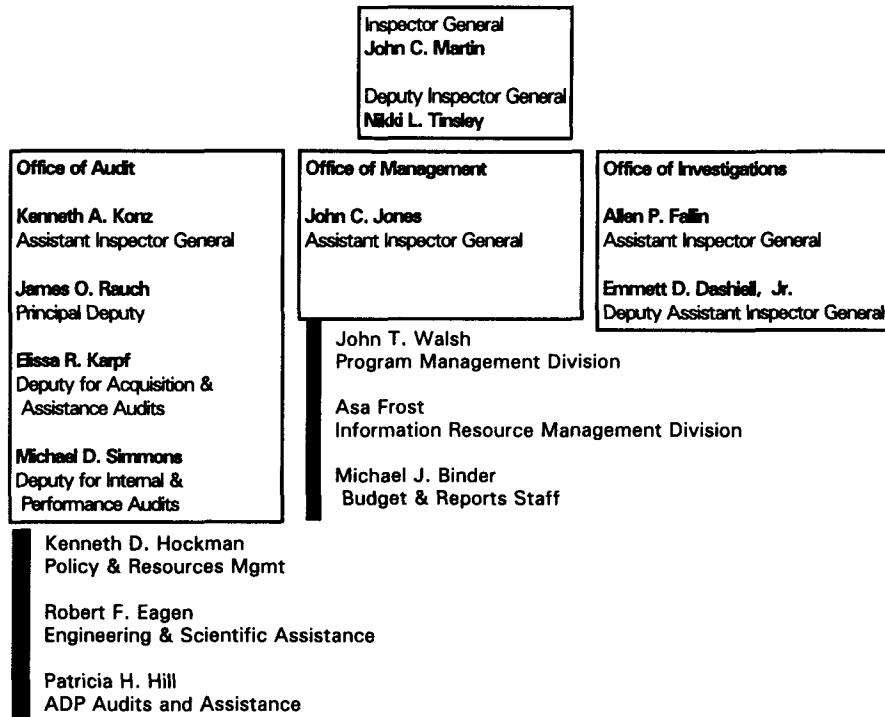 Inspector General
John C. Martin
Deputy Inspector General
Nikki L. Tinsley
Office of Audit
Kenneth A. Konz
Assistant Inspector General
James O. Rauch
Principal Deputy
Elissa R. Karpf
Deputy for Acquisition &
Assistance Audits
Michael D. Simmons
Deputy for Internal &
Performance Audits
Kenneth D. Hockman
Policy & Resources Mgmt
Robert F. Eagen
Engineering & Scientific Assistance
Patricia H. Hill
ADP Audits and Assistance
Office of Management
John C. Jones
Assistant Inspector General
John T. Walsh
Program Management Division
Asa Frost
Information Resource Management Division
Michael J. Binder
Budget & Reports Staff
Office of Investigations
Allen P. Fallin
Assistant Inspector General
Emmett D. Dashiell, Jr.
Deputy Assistant Inspector General